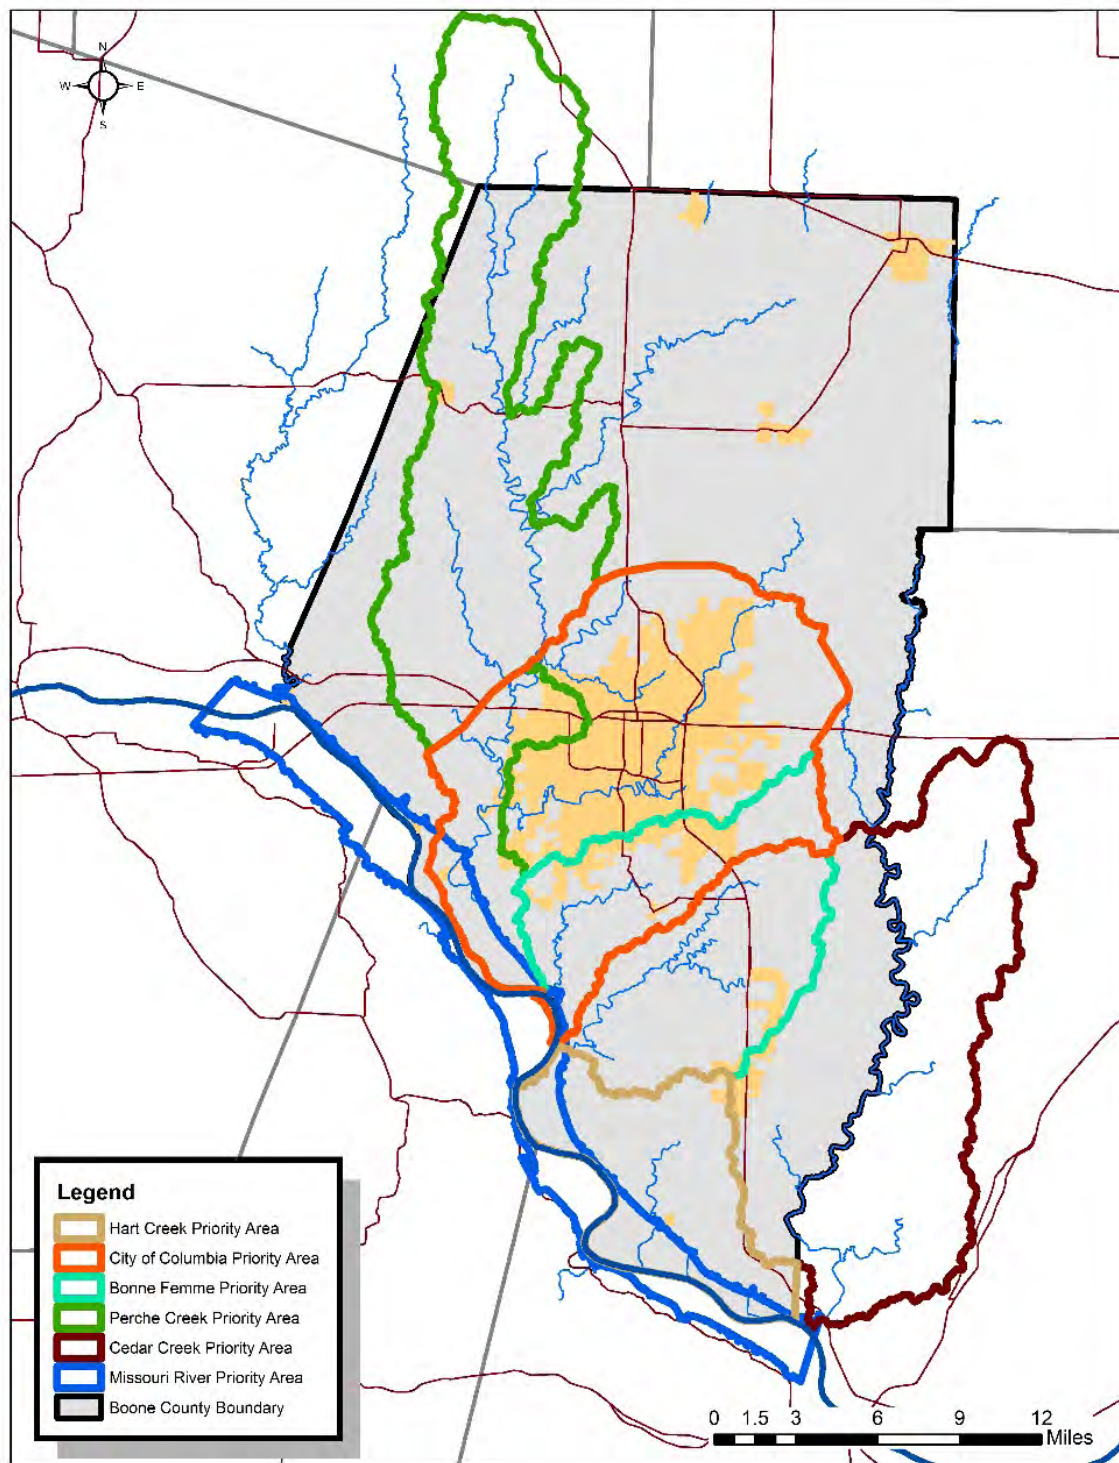 N
W E
S
Legend
Hart Creek Priority Area
City of Columbia Priority Area
Bonne Femme Priority Area
Perche Creek Priority Area
Cedar Creek Priority Area
Missouri River Priority Area
Boone County Boundary
0 1.5 3 6 9 12
Miles